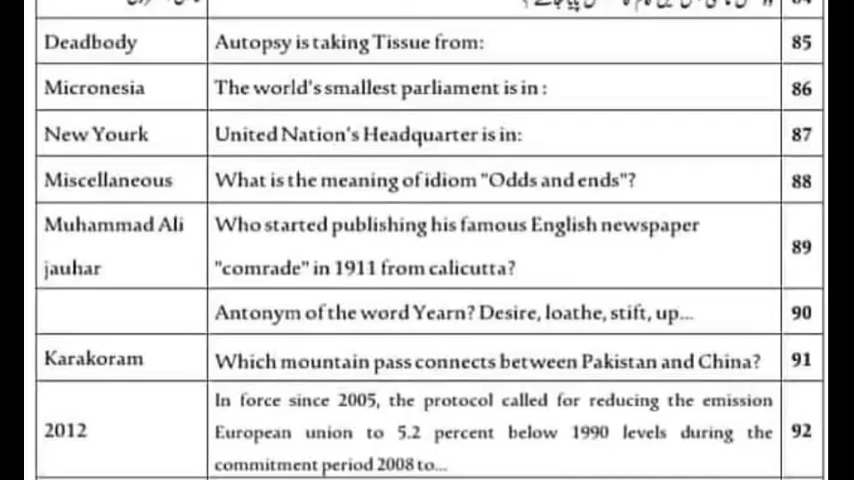 84
Deadbody Autopsy is taking Tissue from: 85
Micronesia The world's smallest parliament is in : 86
New Yourk United Nation's Headquarter is in: 87
Miscellaneous What is the meaning of idiom "Odds and ends"? 88
Muhammad Ali Who started publishing his famous English newspaper
jauhar "comrade" in 1911 from calicutta? 89
Antonym of the word Yearn? Desire, loathe, stift, up... 90
Karakoram Which mountain pass connects between Pakistan and China? 91
In force since 2005, the protocol called for reducing the emission
2012 European union to 5.2 percent below 1990 levels during the 92
commitment period 2008 to...